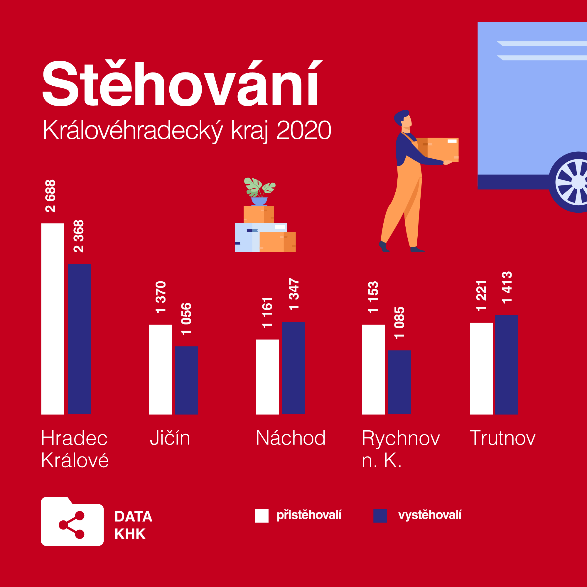 Stěhování
Královéhradecký kraj 2020
2 688
2 368
1 370
1 056
1 161
1 347
1 153
1 085
1 221
1 413
Hradec
Králové
Jičín
Náchod
Rychnov
n. K.
Trutnov
DATA
KHK
přistěhovalí
vystěhovalí